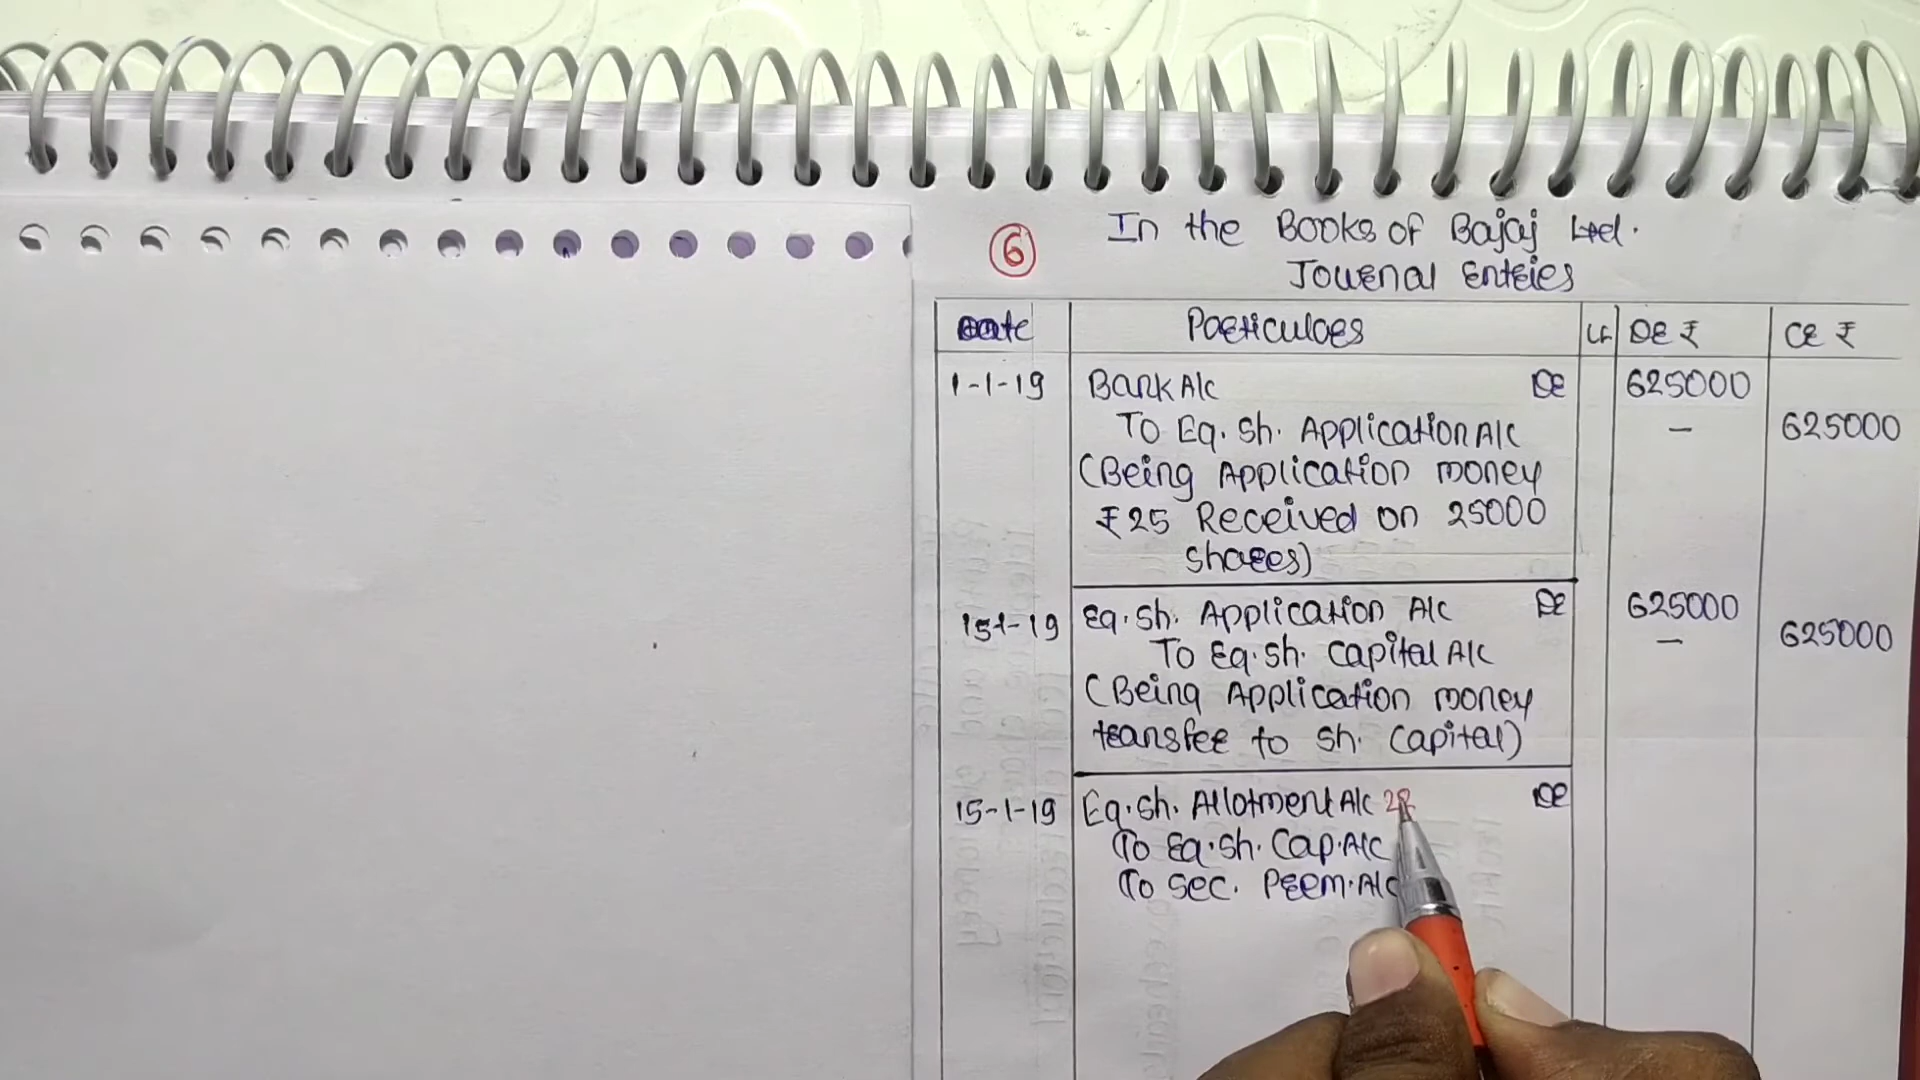 6
In the Books of Bajaj Ltd.
Journal Entries
Date Particulars LF Dr ₹ Cr ₹
1-1-19 Bank A/c Dr 625000
To Eq. Sh. Application A/c — 625000
(Being Application money
₹25 Received on 25000
shares)
15-1-19 Eq. Sh. Application A/c Dr 625000
To Eq. Sh. Capital A/c — 625000
(Being Application money
transfer to Sh. Capital)
15-1-19 Eq. Sh. Allotment A/c Dr
To Eq. Sh. Cap. A/c
To Sec. Prem. A/c